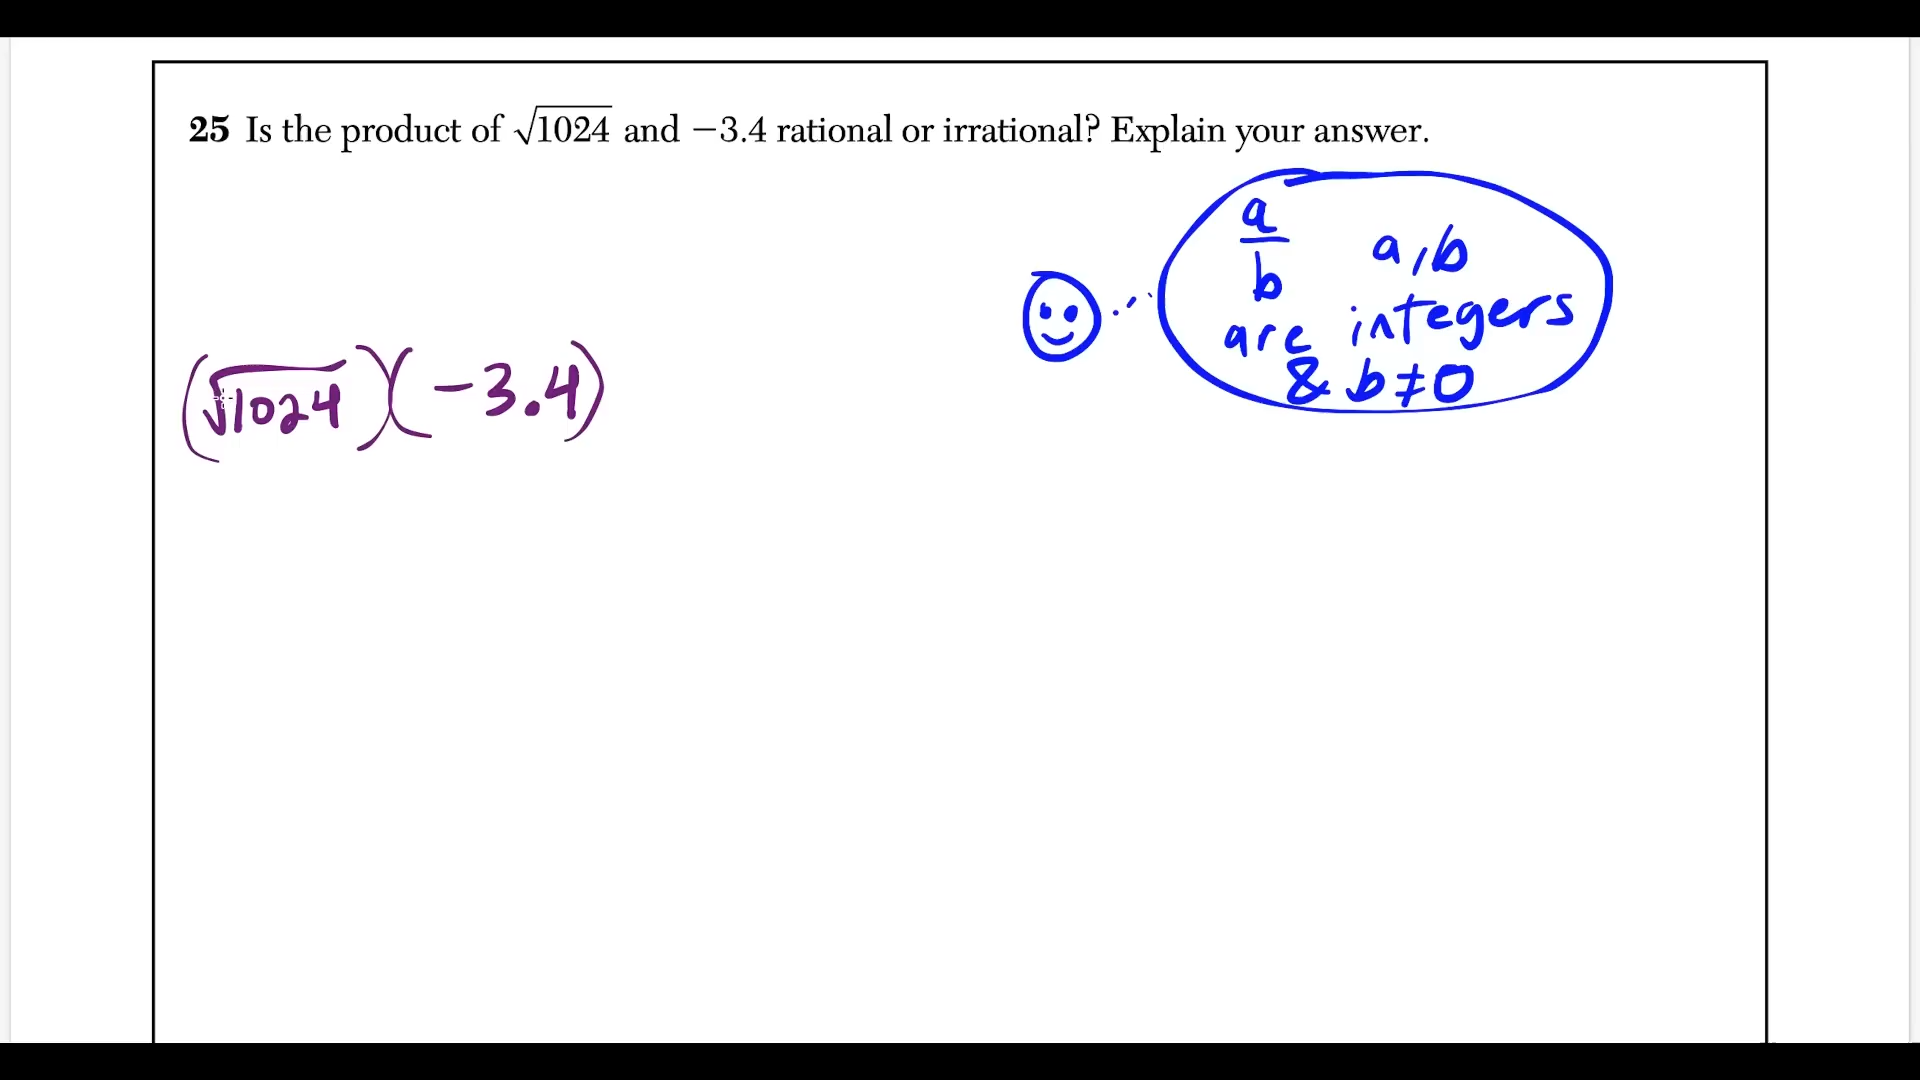 25 Is the product of √1024 and −3.4 rational or irrational? Explain your answer.
a/b a,b
are integers
& b≠0
(√1024)(−3.4)